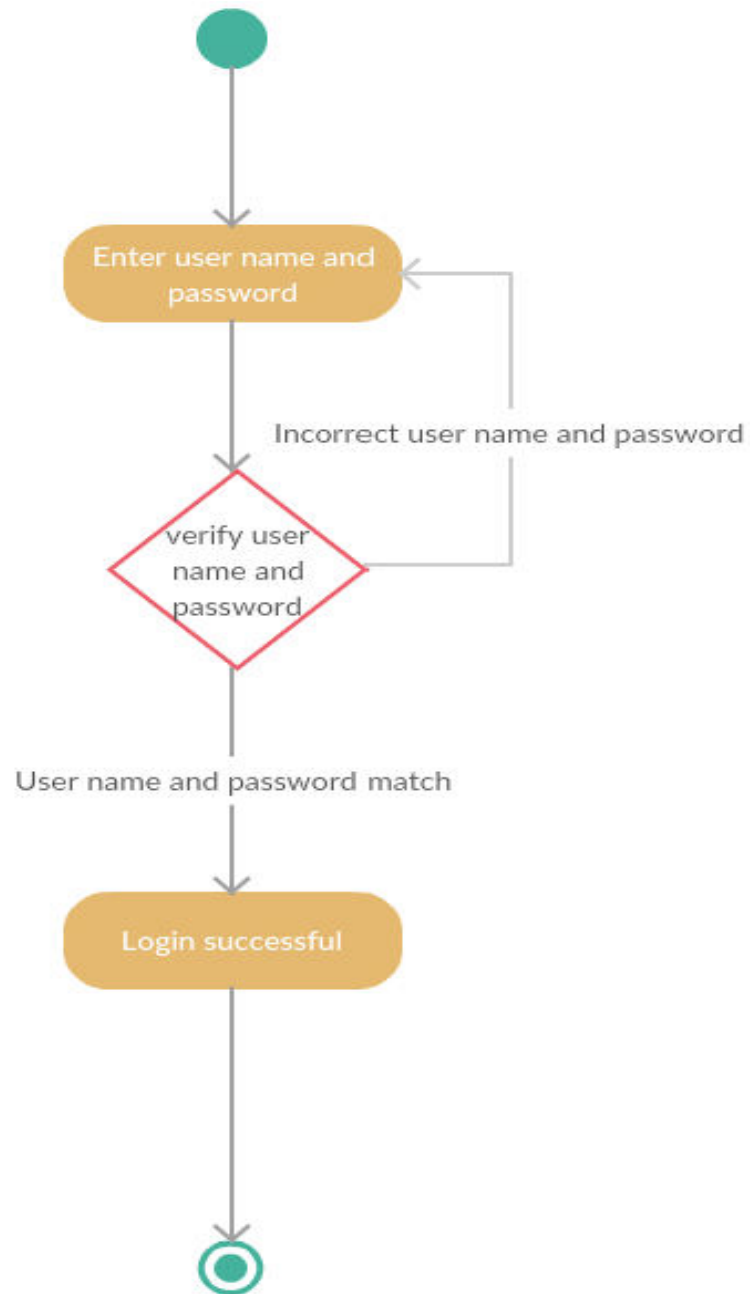 Enter user name and
password
Incorrect user name and password
verify user
name and
password
User name and password match
Login successful